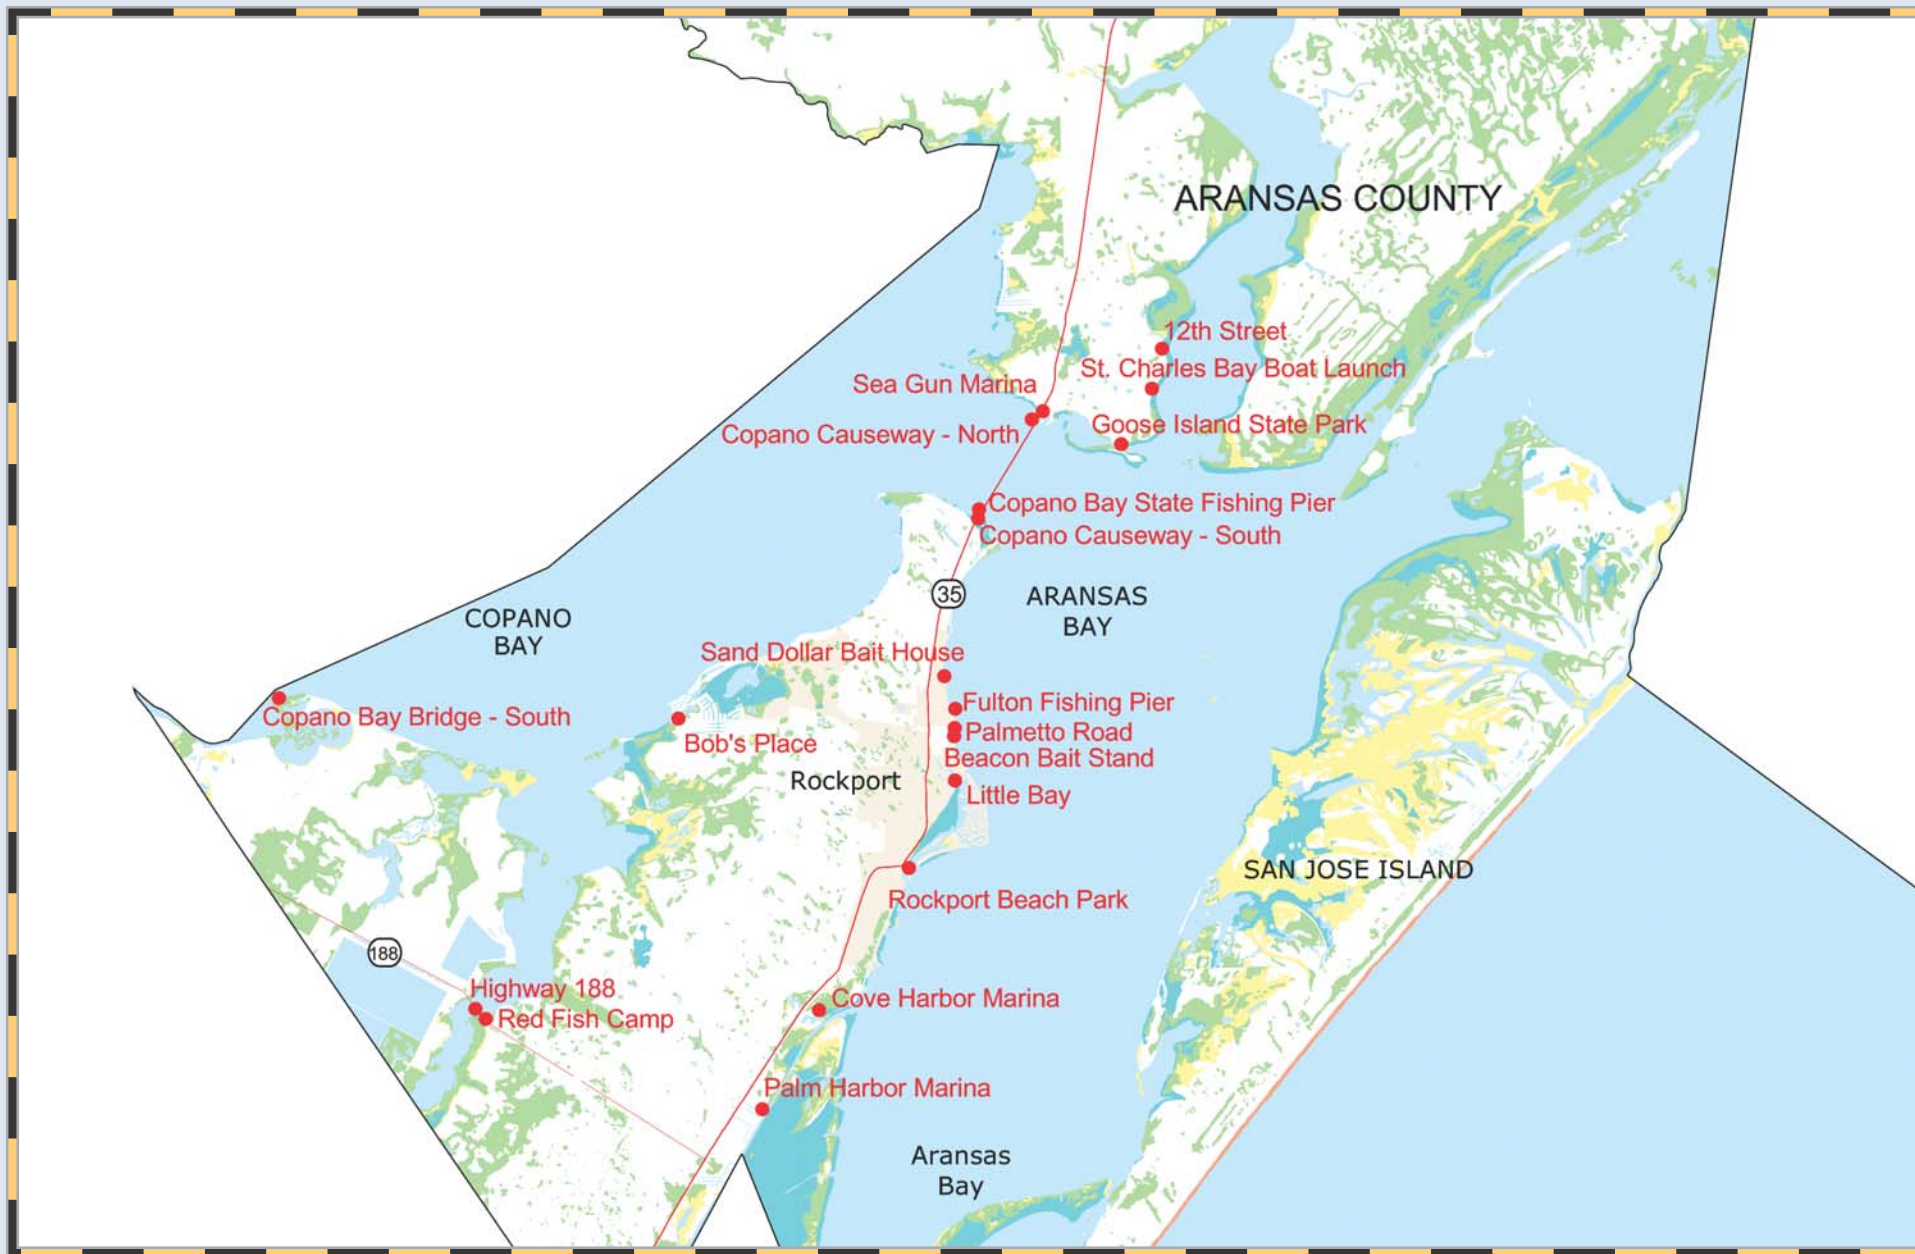 ARANSAS COUNTY
12th Street
St. Charles Bay Boat Launch
Sea Gun Marina
Goose Island State Park
Copano Causeway - North
Copano Bay State Fishing Pier
Copano Causeway - South
35
ARANSAS
BAY
COPANO
BAY
Sand Dollar Bait House
Fulton Fishing Pier
Copano Bay Bridge - South
Palmetto Road
Bob's Place
Beacon Bait Stand
Rockport
Little Bay
SAN JOSE ISLAND
Rockport Beach Park
188
Highway 188
Cove Harbor Marina
Red Fish Camp
Palm Harbor Marina
Aransas
Bay